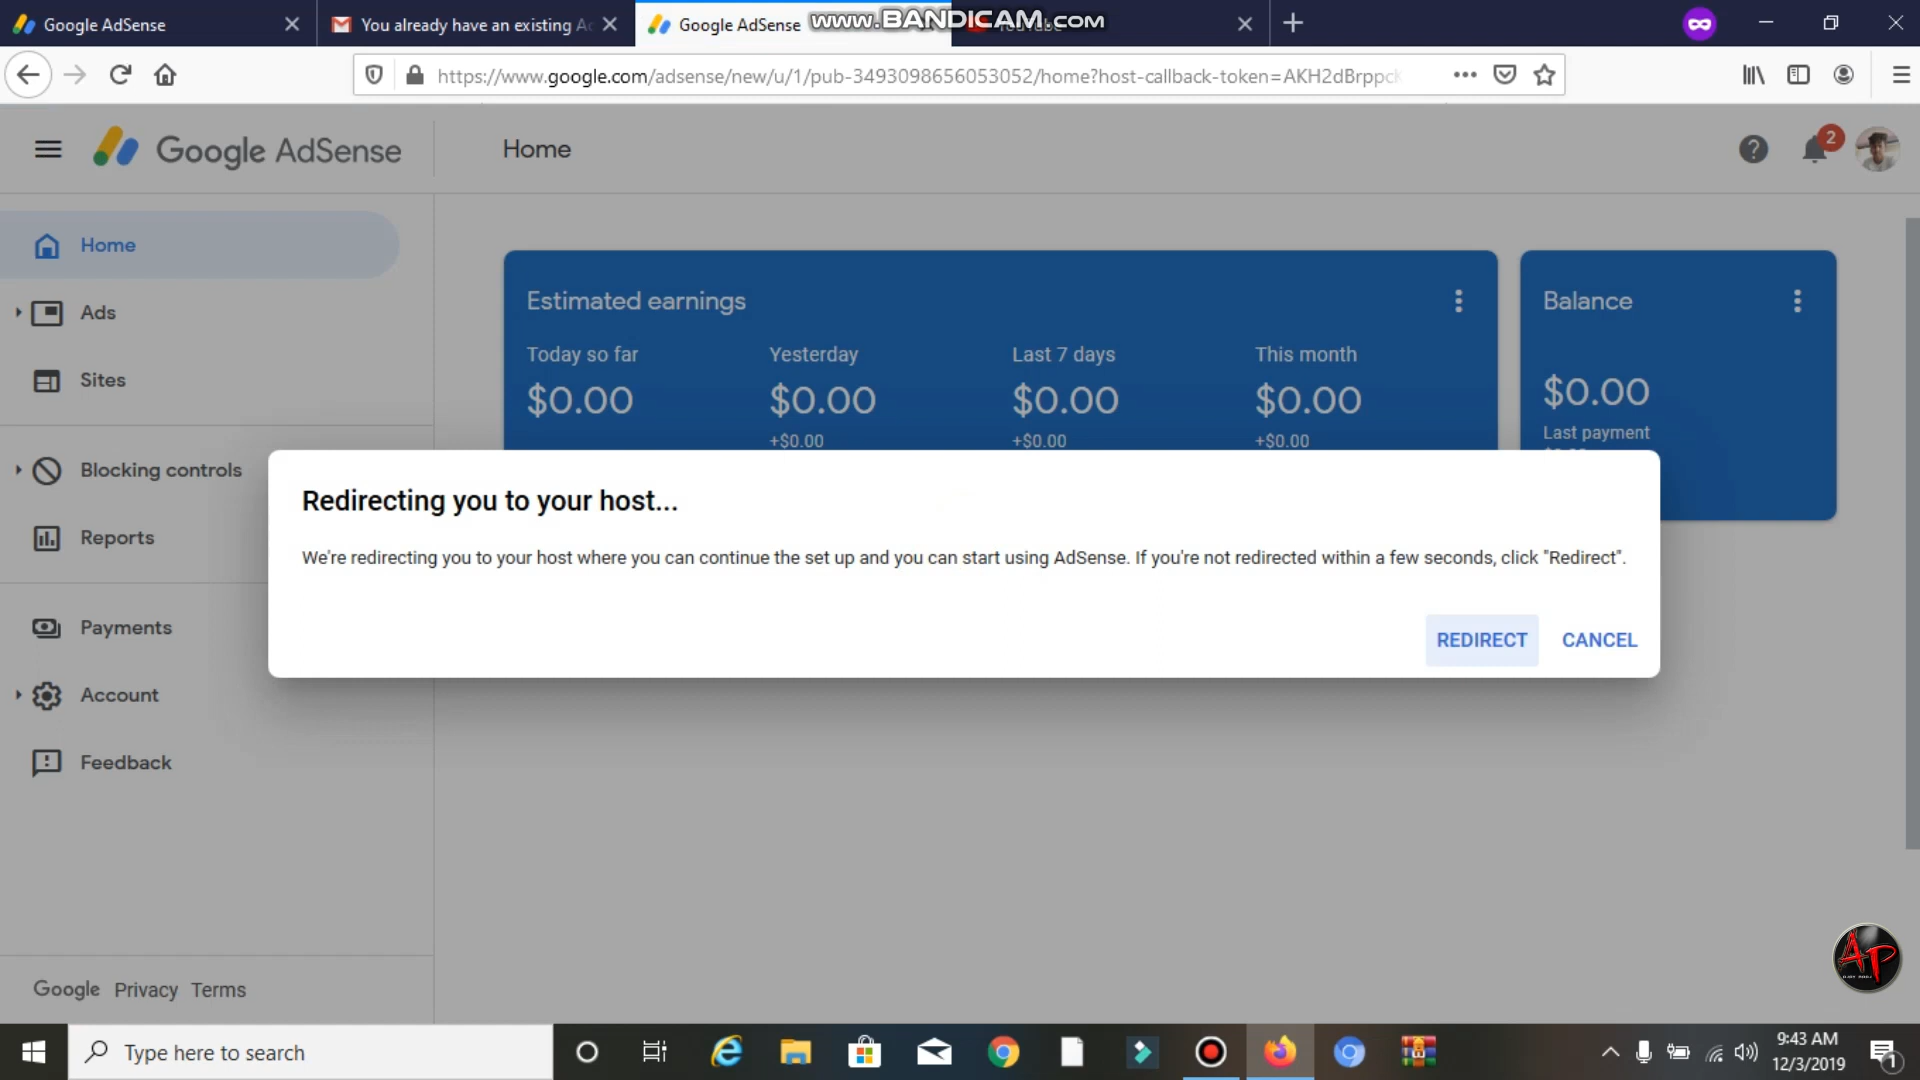 Google AdSense
You already have an existing Ad
Google AdSense
www.BANDICAM.com
YouTube
https://www.google.com/adsense/new/u/1/pub-3493098656053052/home?host-callback-token=AKH2dBrppck
Google AdSense
Home
2
Home
Ads
Sites
Blocking controls
Reports
Payments
Account
Feedback
Estimated earnings
Today so far
Yesterday
Last 7 days
This month
$0.00
$0.00
$0.00
$0.00
+$0.00
+$0.00
+$0.00
Balance
$0.00
Last payment
Redirecting you to your host...
We're redirecting you to your host where you can continue the set up and you can start using AdSense. If you're not redirected within a few seconds, click "Redirect".
REDIRECT
CANCEL
Google Privacy Terms
AP
Type here to search
9:43 AM
12/3/2019
1